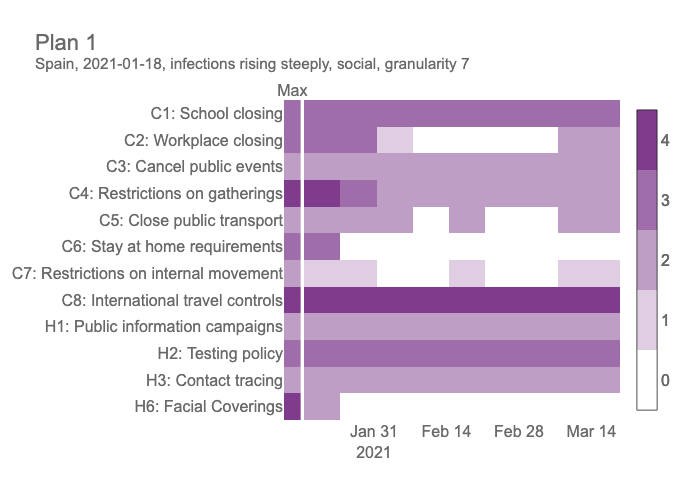 Plan 1
Spain, 2021-01-18, infections rising steeply, social, granularity 7
Max
C1: School closing
C2: Workplace closing
C3: Cancel public events
C4: Restrictions on gatherings
C5: Close public transport
C6: Stay at home requirements
C7: Restrictions on internal movement
C8: International travel controls
H1: Public information campaigns
H2: Testing policy
H3: Contact tracing
H6: Facial Coverings
4
3
2
1
0
Jan 31 Feb 14 Feb 28 Mar 14
2021